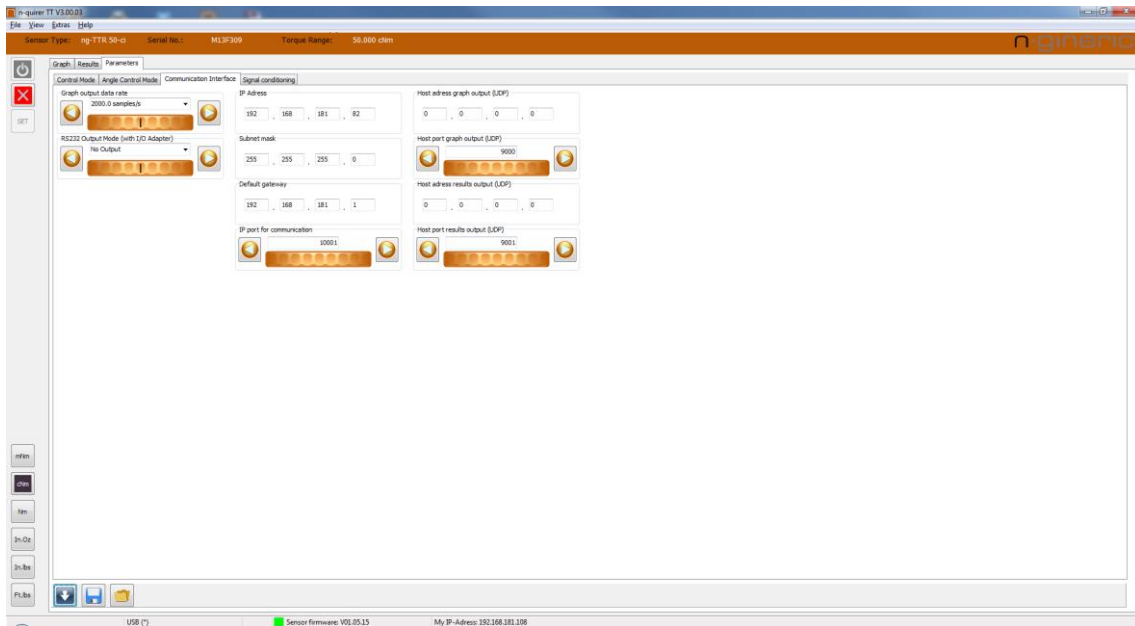 n-quirer TT V3.00.03
File View Extras Help
Sensor Type: ng-TTR 50-ci Serial No.: M13F309 Torque Range: 50.000 cNm
n gineric
Graph Results Parameters
Control Mode Angle Control Mode Communication Interface Signal conditioning
Graph output data rate IP Adress Host adress graph output (UDP)
2000.0 samples/s 192 . 168 . 181 . 82 0 . 0 . 0 . 0
SET
RS232 Output Mode (with I/O Adapter) Subnet mask Host port graph output (UDP)
No Output 255 . 255 . 255 . 0 9000
Default gateway Host adress results output (UDP)
192 . 168 . 181 . 1 0 . 0 . 0 . 0
IP port for communication Host port results output (UDP)
10001 9001
mNm
cNm
Nm
In.Oz
In.lbs
Ft.lbs
USB (*) Sensor firmware: V01.05.15 My IP-Adress: 192.168.181.108